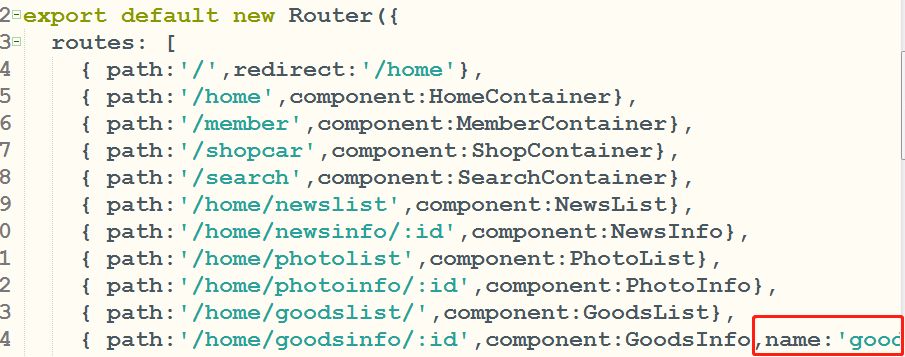 2 export default new Router({
3 routes: [
4 { path:'/',redirect:'/home'},
5 { path:'/home',component:HomeContainer},
6 { path:'/member',component:MemberContainer},
7 { path:'/shopcar',component:ShopContainer},
8 { path:'/search',component:SearchContainer},
9 { path:'/home/newslist',component:NewsList},
0 { path:'/home/newsinfo/:id',component:NewsInfo},
1 { path:'/home/photolist',component:PhotoList},
2 { path:'/home/photoinfo/:id',component:PhotoInfo},
3 { path:'/home/goodslist/',component:GoodsList},
4 { path:'/home/goodsinfo/:id',component:GoodsInfo,name:'good